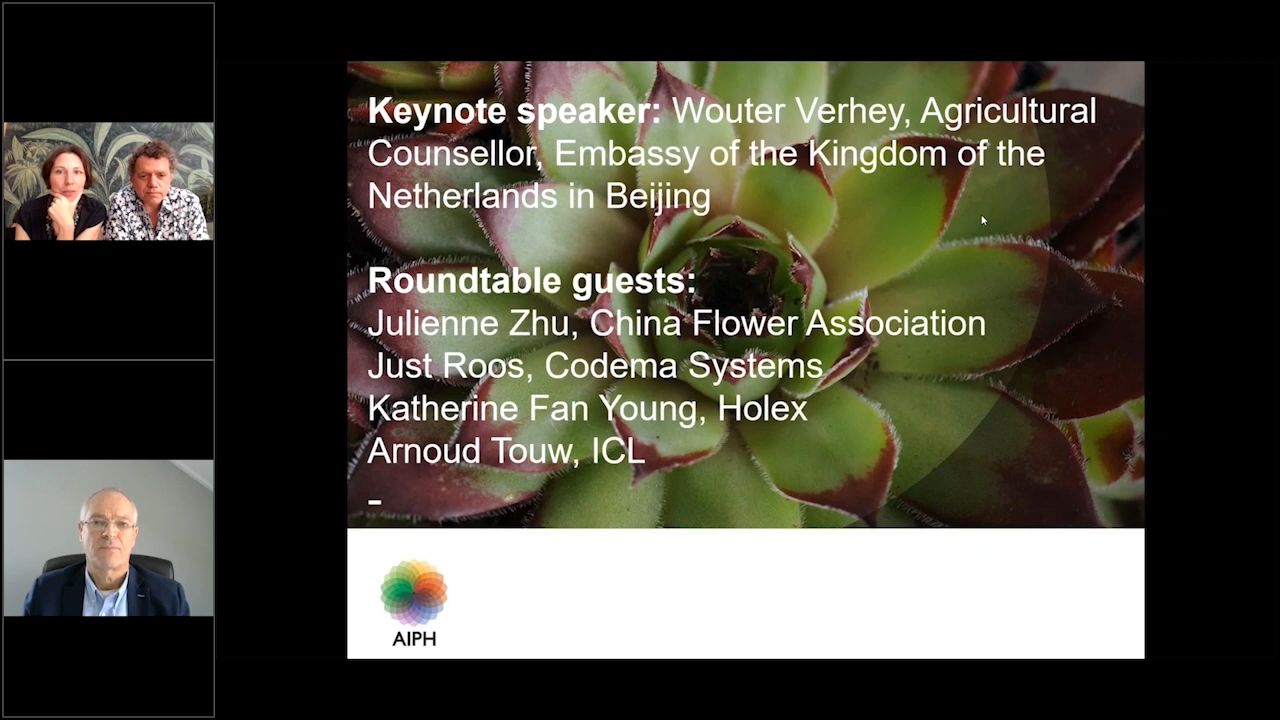 Keynote speaker: Wouter Verhey, Agricultural
Counsellor, Embassy of the Kingdom of the
Netherlands in Beijing
Roundtable guests:
Julienne Zhu, China Flower Association
Just Roos, Codema Systems
Katherine Fan Young, Holex
Arnoud Touw, ICL
-
AIPH